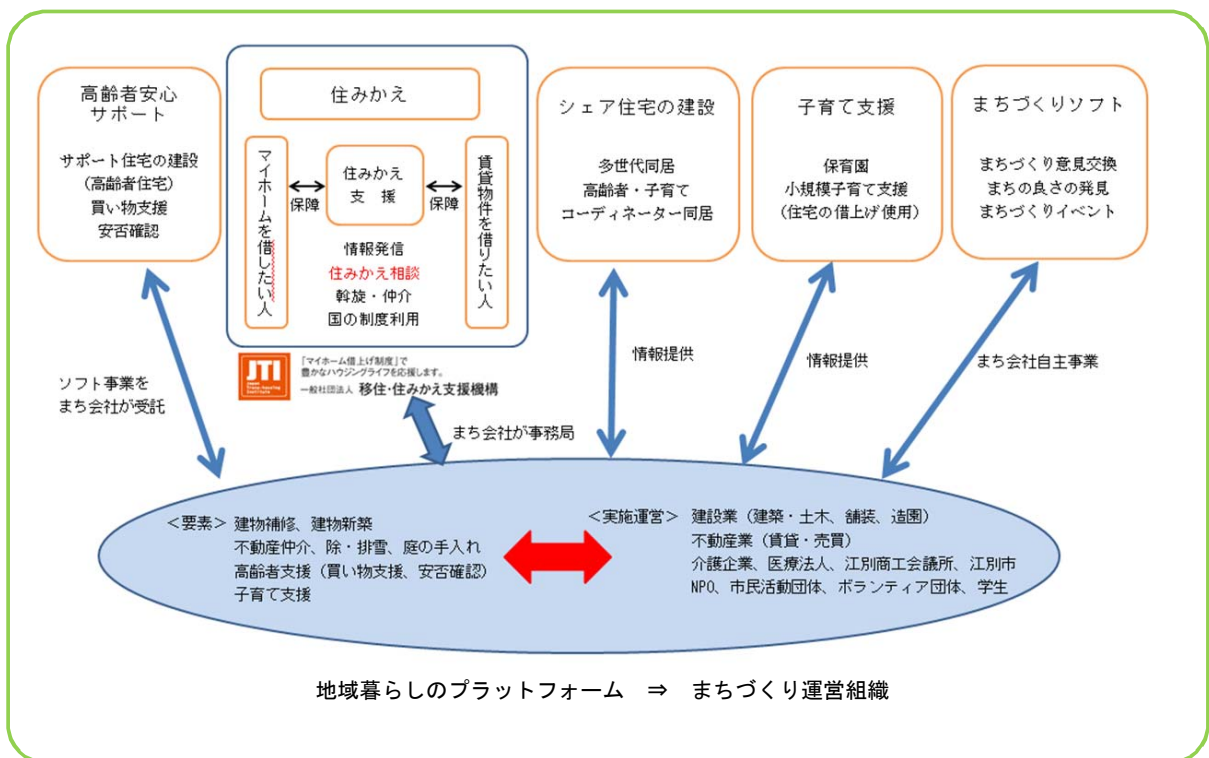 高齢者安心
サポート
サポート住宅の建設
(高齢者住宅)
買い物支援
安否確認
住みかえ
マイホームを借したい人
保障
住みかえ
支 援
保障
賃貸物件を借りたい人
情報発信
住みかえ相談
斡旋・仲介
国の制度利用
シェア住宅の建設
多世代同居
高齢者・子育て
コーディネーター同居
子育て支援
保育園
小規模子育て支援
(住宅の借上げ使用)
まちづくりソフト
まちづくり意見交換
まちの良さの発見
まちづくりイベント
JTI
「マイホーム借上げ制度」で
豊かなハウジングライフを応援します。
一般社団法人 移住・住みかえ支援機構
ソフト事業を
まち会社が受託
まち会社が事務局
情報提供
情報提供
まち会社自主事業
＜要素＞ 建物補修、建物新築
不動産仲介、除・排雪、庭の手入れ
高齢者支援（買い物支援、安否確認）
子育て支援
＜実施運営＞ 建設業（建築・土木、舗装、造園）
不動産業（賃貸・売買）
介護企業、医療法人、江別商工会議所、江別市
NPO、市民活動団体、ボランティア団体、学生
地域暮らしのプラットフォーム ⇒ まちづくり運営組織